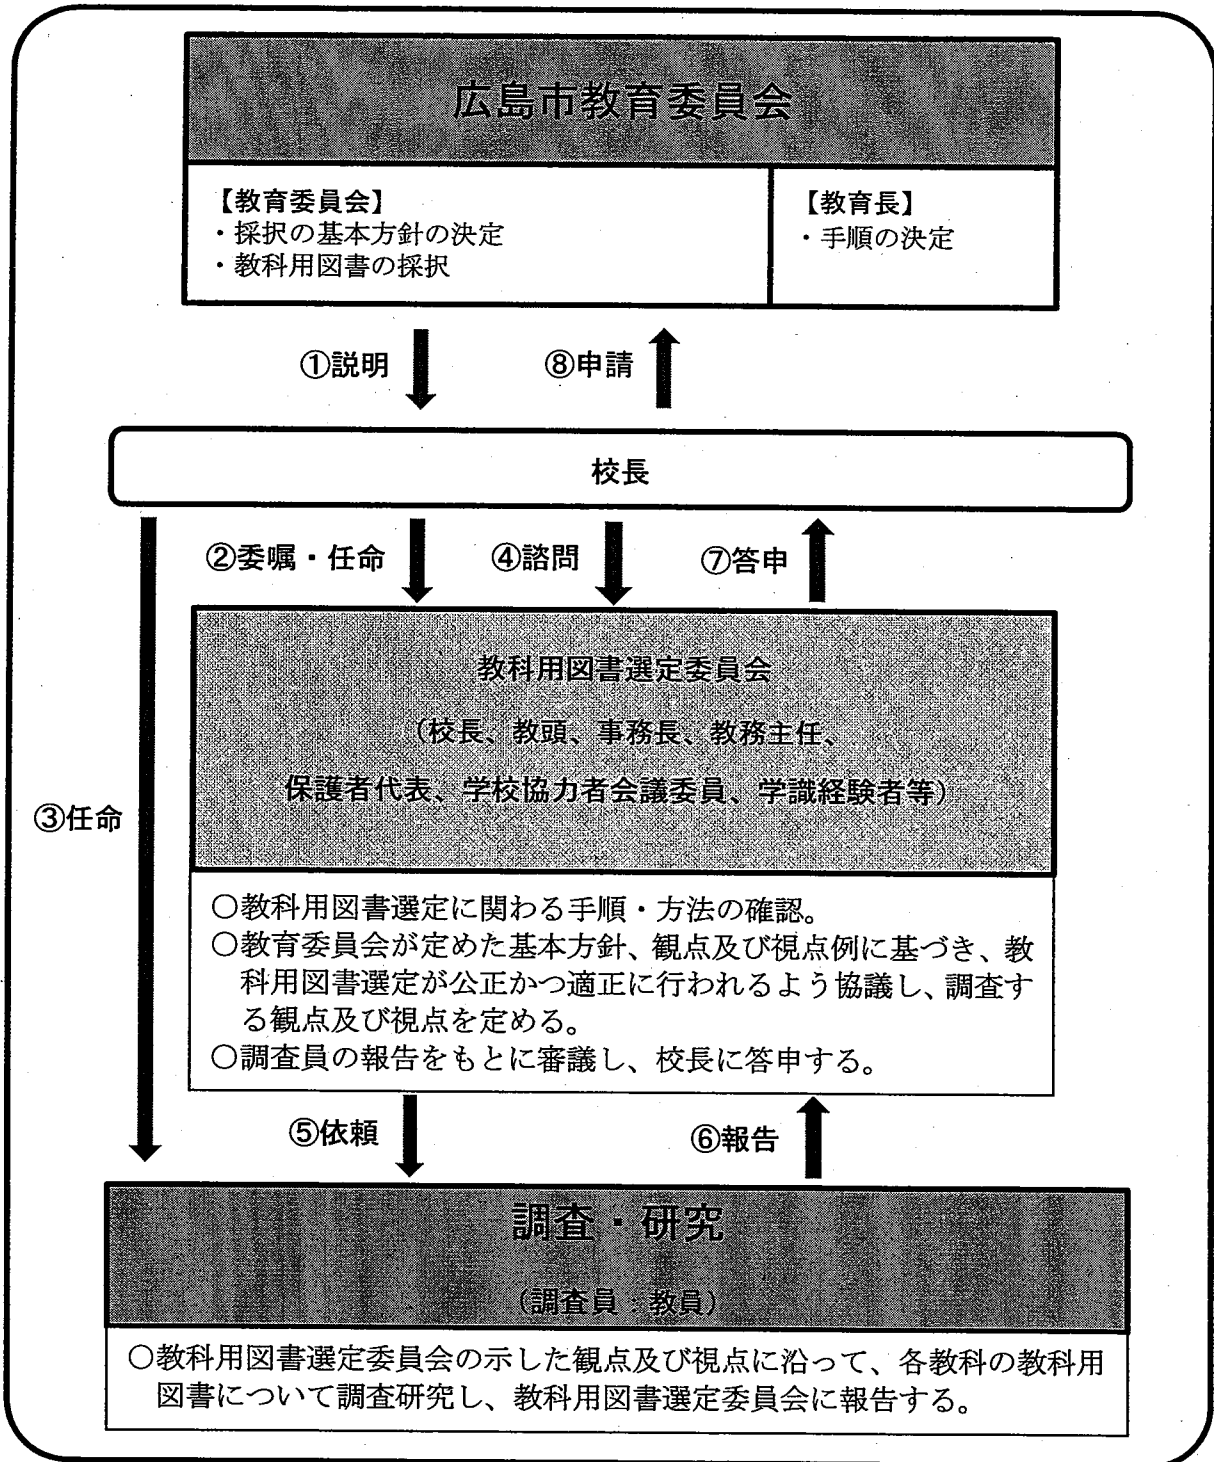 広島市教育委員会
【教育委員会】
・採択の基本方針の決定
・教科用図書の採択
【教育長】
・手順の決定
①説明
⑧申請
校長
②委嘱・任命
④諮問
⑦答申
教科用図書選定委員会
(校長、教頭、事務長、教務主任、
保護者代表、学校協力者会議委員、学識経験者等)
③任命
○教科用図書選定に関わる手順・方法の確認。
○教育委員会が定めた基本方針、観点及び視点例に基づき、教
科用図書選定が公正かつ適正に行われるよう協議し、調査す
る観点及び視点を定める。
○調査員の報告をもとに審議し、校長に答申する。
⑤依頼
⑥報告
調査・研究
(調査員:教員)
○教科用図書選定委員会の示した観点及び視点に沿って、各教科の教科用
図書について調査研究し、教科用図書選定委員会に報告する。